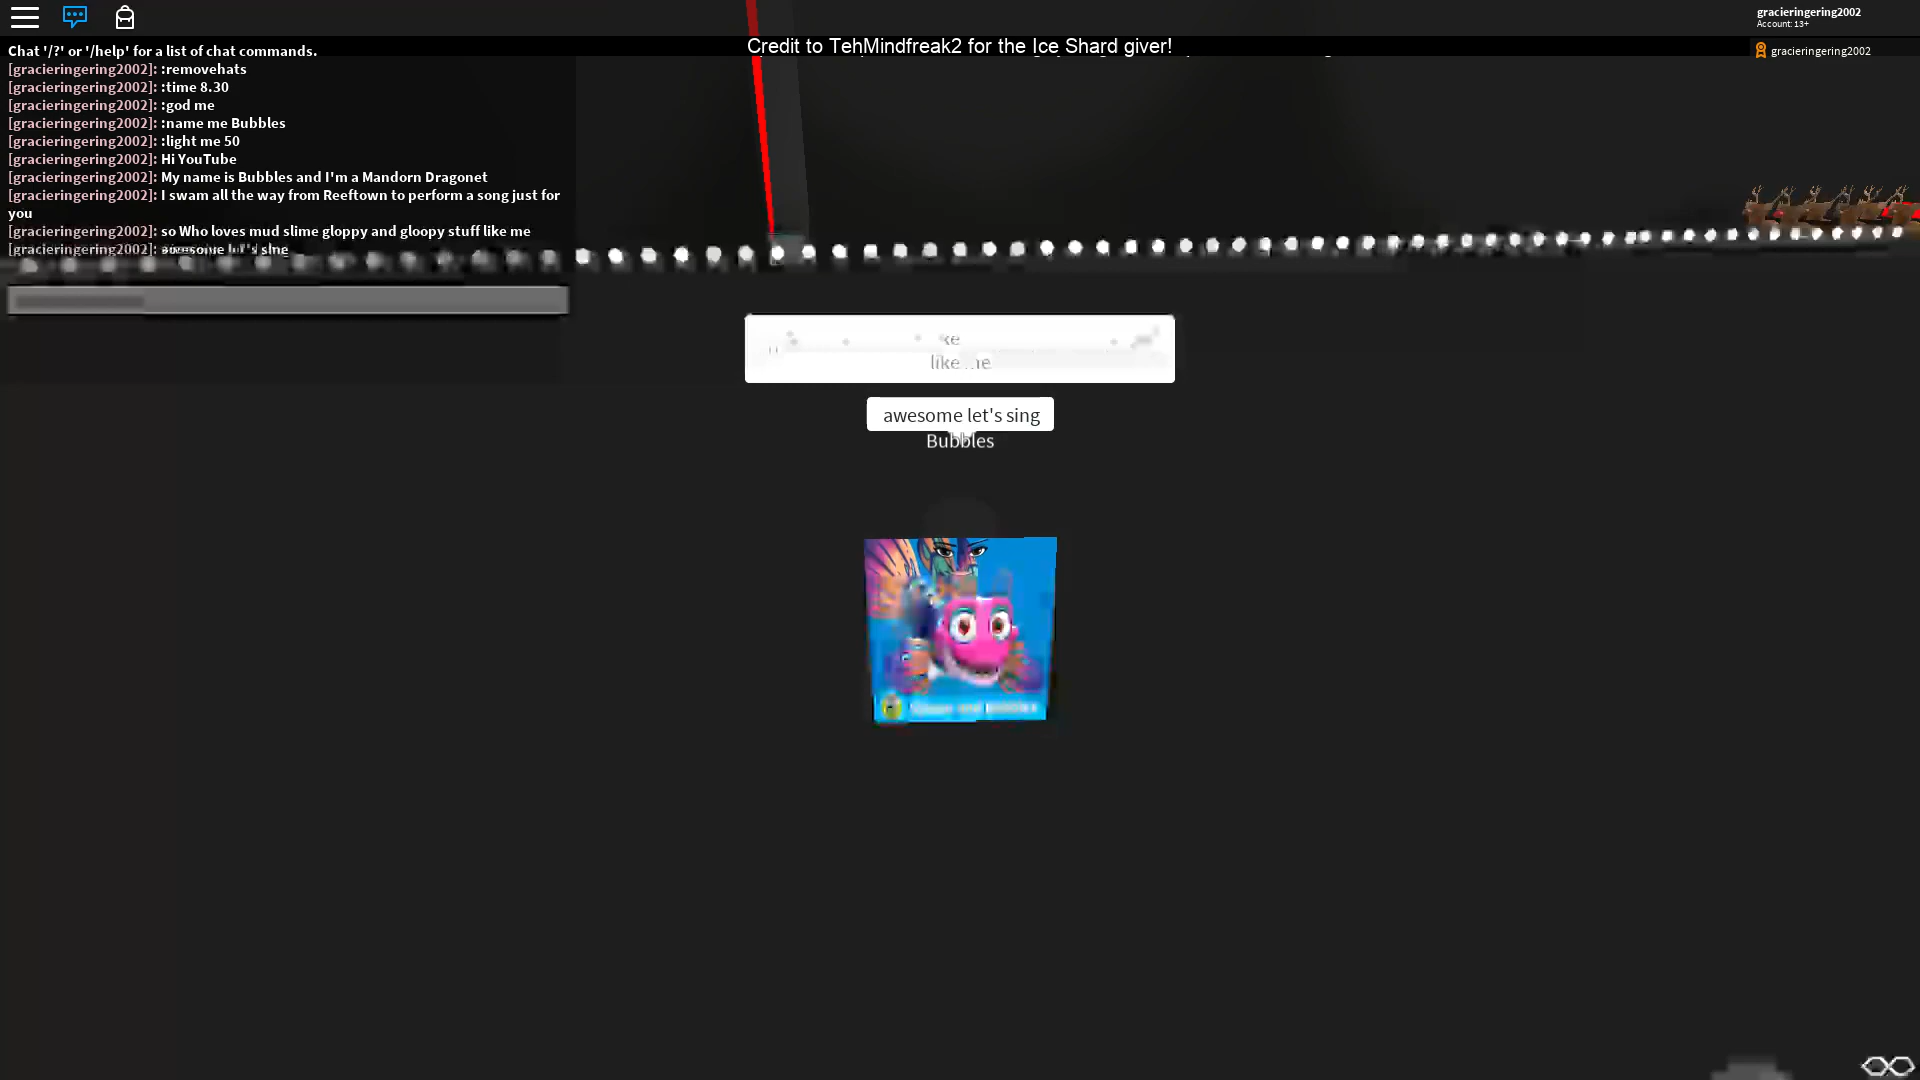 gracieringering2002
Account: 13+
Credit to TehMindfreak2 for the Ice Shard giver!
gracieringering2002
Chat '/?' or '/help' for a list of chat commands.
[gracieringering2002]: :removehats
[gracieringering2002]: :time 8.30
[gracieringering2002]: :god me
[gracieringering2002]: :name me Bubbles
[gracieringering2002]: :light me 50
[gracieringering2002]: Hi YouTube
[gracieringering2002]: My name is Bubbles and I'm a Mandorn Dragonet
[gracieringering2002]: I swam all the way from Reeftown to perform a song just for
you
[gracieringering2002]: so Who loves mud slime gloppy and gloopy stuff like me
[gracieringering2002]: awesome let's sing
like me
awesome let's sing
Bubbles